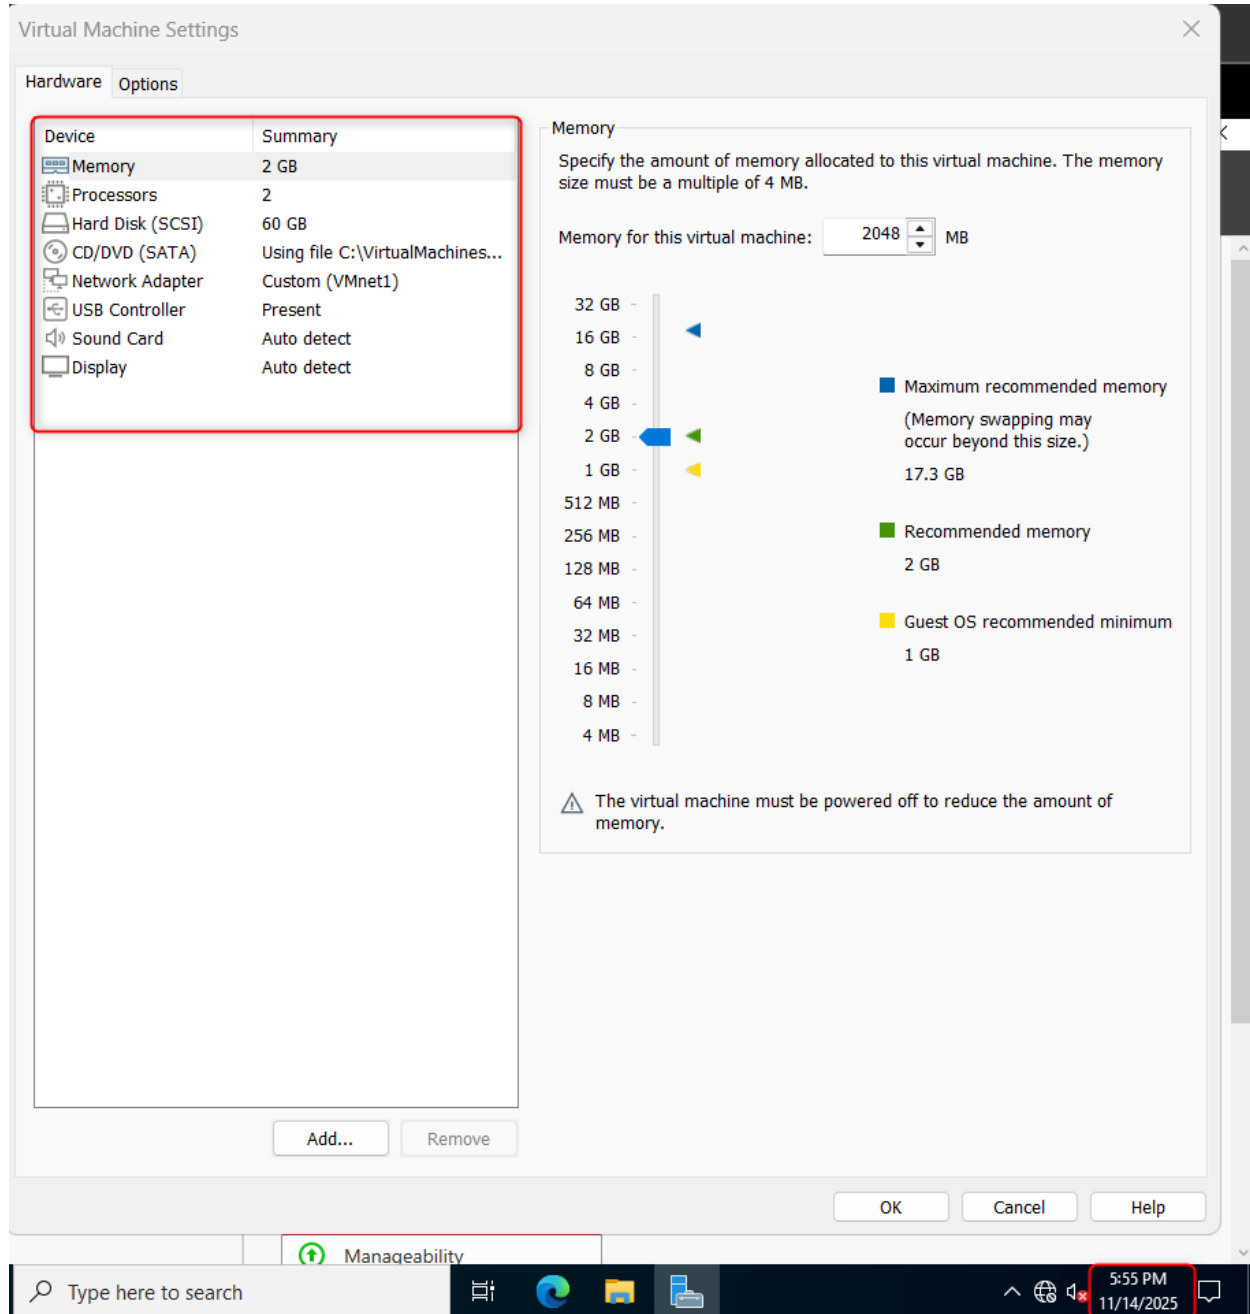 Virtual Machine Settings
Hardware Options
Device Summary
Memory 2 GB
Processors 2
Hard Disk (SCSI) 60 GB
CD/DVD (SATA) Using file C:\VirtualMachines...
Network Adapter Custom (VMnet1)
USB Controller Present
Sound Card Auto detect
Display Auto detect
Add... Remove
Memory
Specify the amount of memory allocated to this virtual machine. The memory
size must be a multiple of 4 MB.
Memory for this virtual machine: 2048 MB
32 GB
16 GB
8 GB
4 GB
2 GB
1 GB
512 MB
256 MB
128 MB
64 MB
32 MB
16 MB
8 MB
4 MB
Maximum recommended memory
(Memory swapping may
occur beyond this size.)
17.3 GB
Recommended memory
2 GB
Guest OS recommended minimum
1 GB
The virtual machine must be powered off to reduce the amount of
memory.
OK Cancel Help
Manageability
Type here to search
5:55 PM
11/14/2025